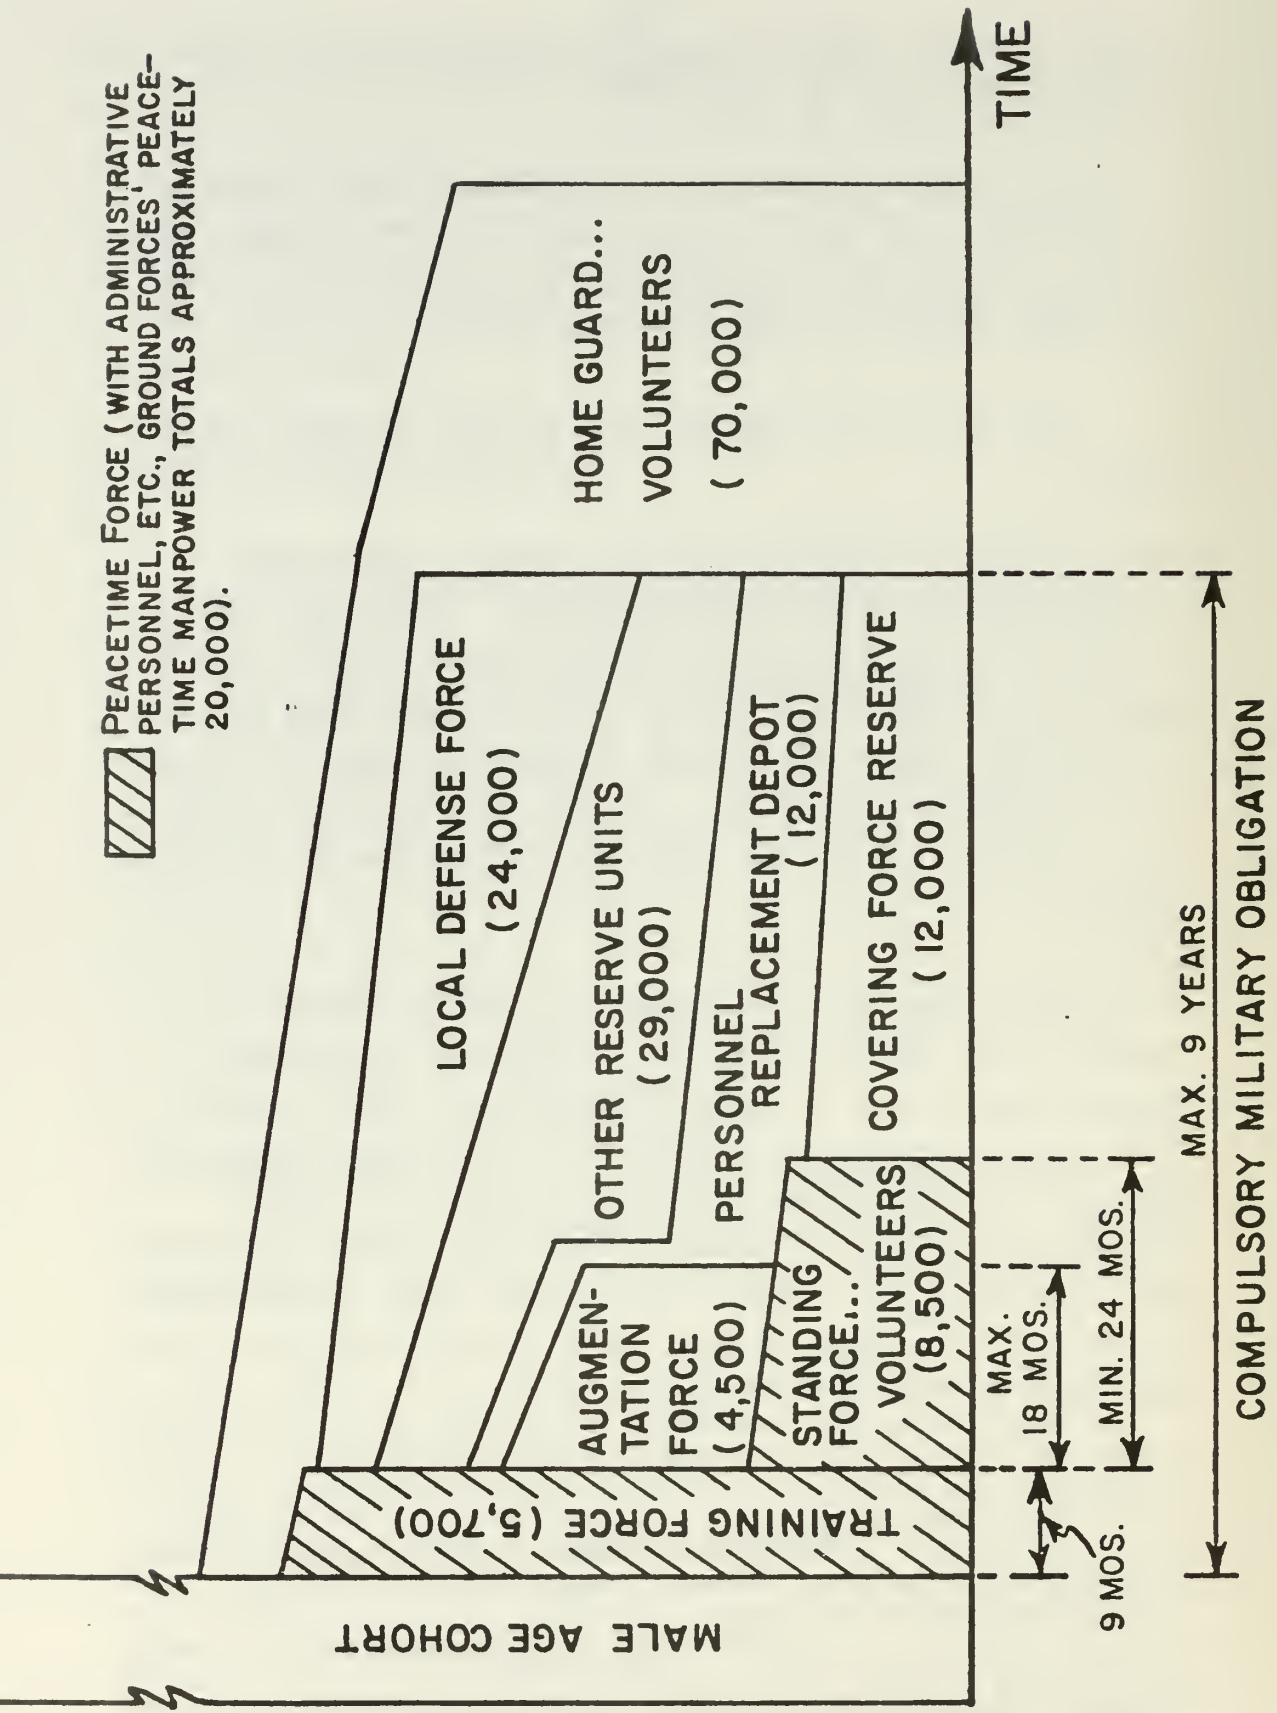 PEACETIME FORCE (WITH ADMINISTRATIVE
PERSONNEL, ETC., GROUND FORCES' PEACE-
TIME MANPOWER TOTALS APPROXIMATELY
20,000).
MALE AGE COHORT
TRAINING FORCE (5,700)
LOCAL DEFENSE FORCE
(24,000)
OTHER RESERVE UNITS
(29,000)
AUGMEN-
TATION
FORCE
(4,500)
PERSONNEL
REPLACEMENT DEPOT
(12,000)
STANDING
FORCE...
VOLUNTEERS
(8,500)
COVERING FORCE RESERVE
(12,000)
HOME GUARD...
VOLUNTEERS
(70,000)
TIME
9 MOS.
MAX.
18 MOS.
MIN. 24 MOS.
MAX. 9 YEARS
COMPULSORY MILITARY OBLIGATION